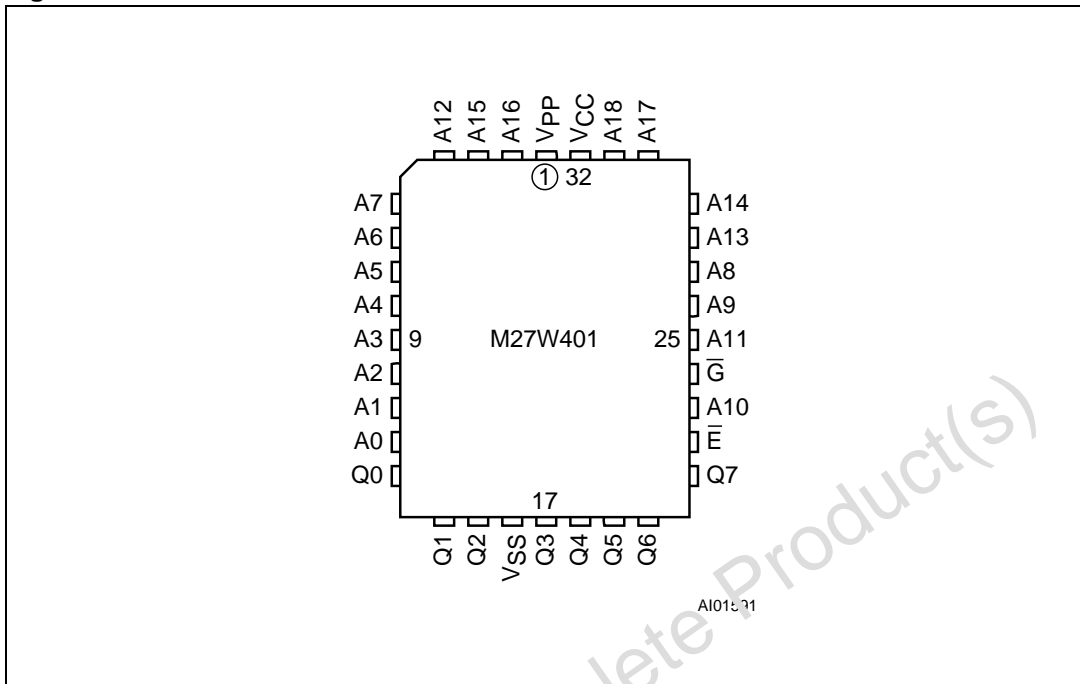 A12
A15
A16
VPP
VCC
A18
A17
1 32
A7
A6
A5
A4
A3
A2
A1
A0
Q0
9 M27W401 25
A14
A13
A8
A9
A11
G̅
A10
E̅
Q7
17
Q1
Q2
VSS
Q3
Q4
Q5
Q6
lete Product(s)